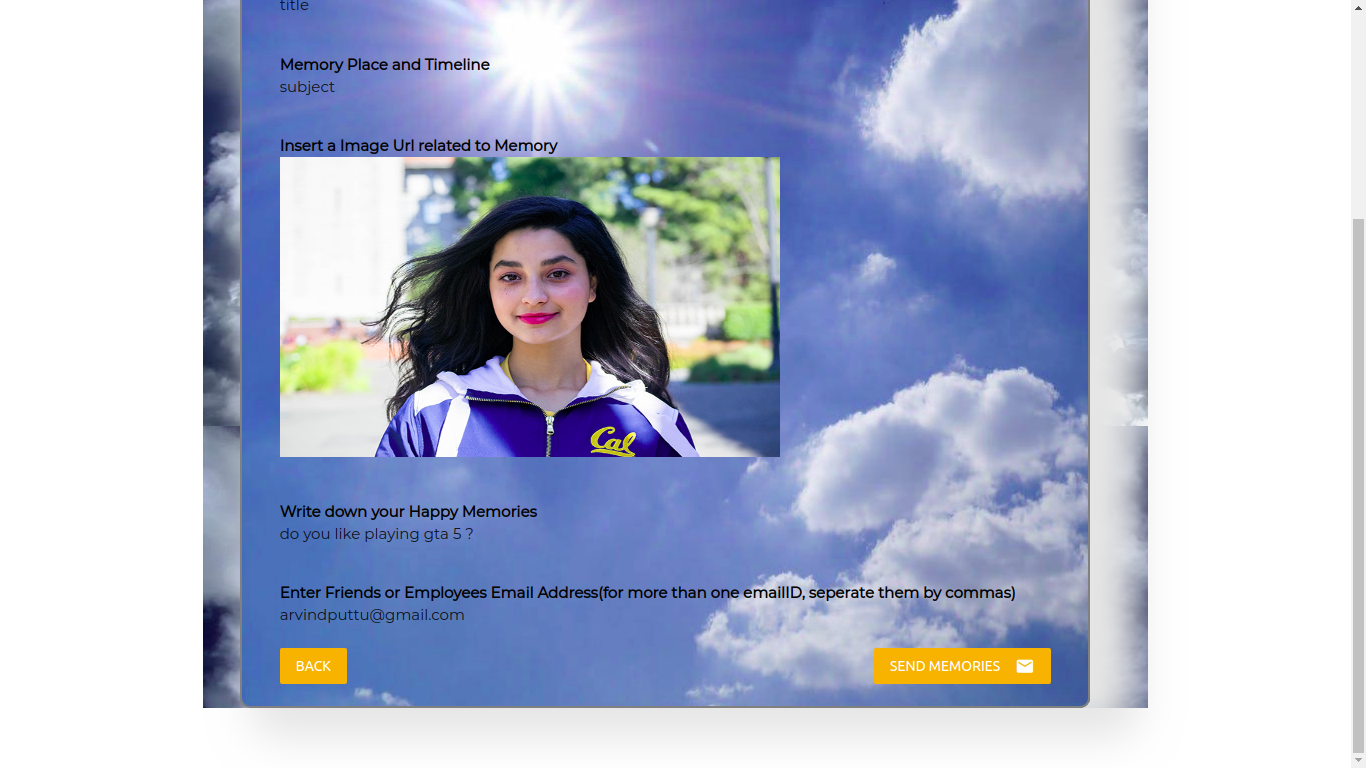 title
Memory Place and Timeline
subject
Insert a Image Url related to Memory
Cal
Write down your Happy Memories
do you like playing gta 5 ?
Enter Friends or Employees Email Address(for more than one emailID, seperate them by commas)
arvindputtu@gmail.com
BACK
SEND MEMORIES